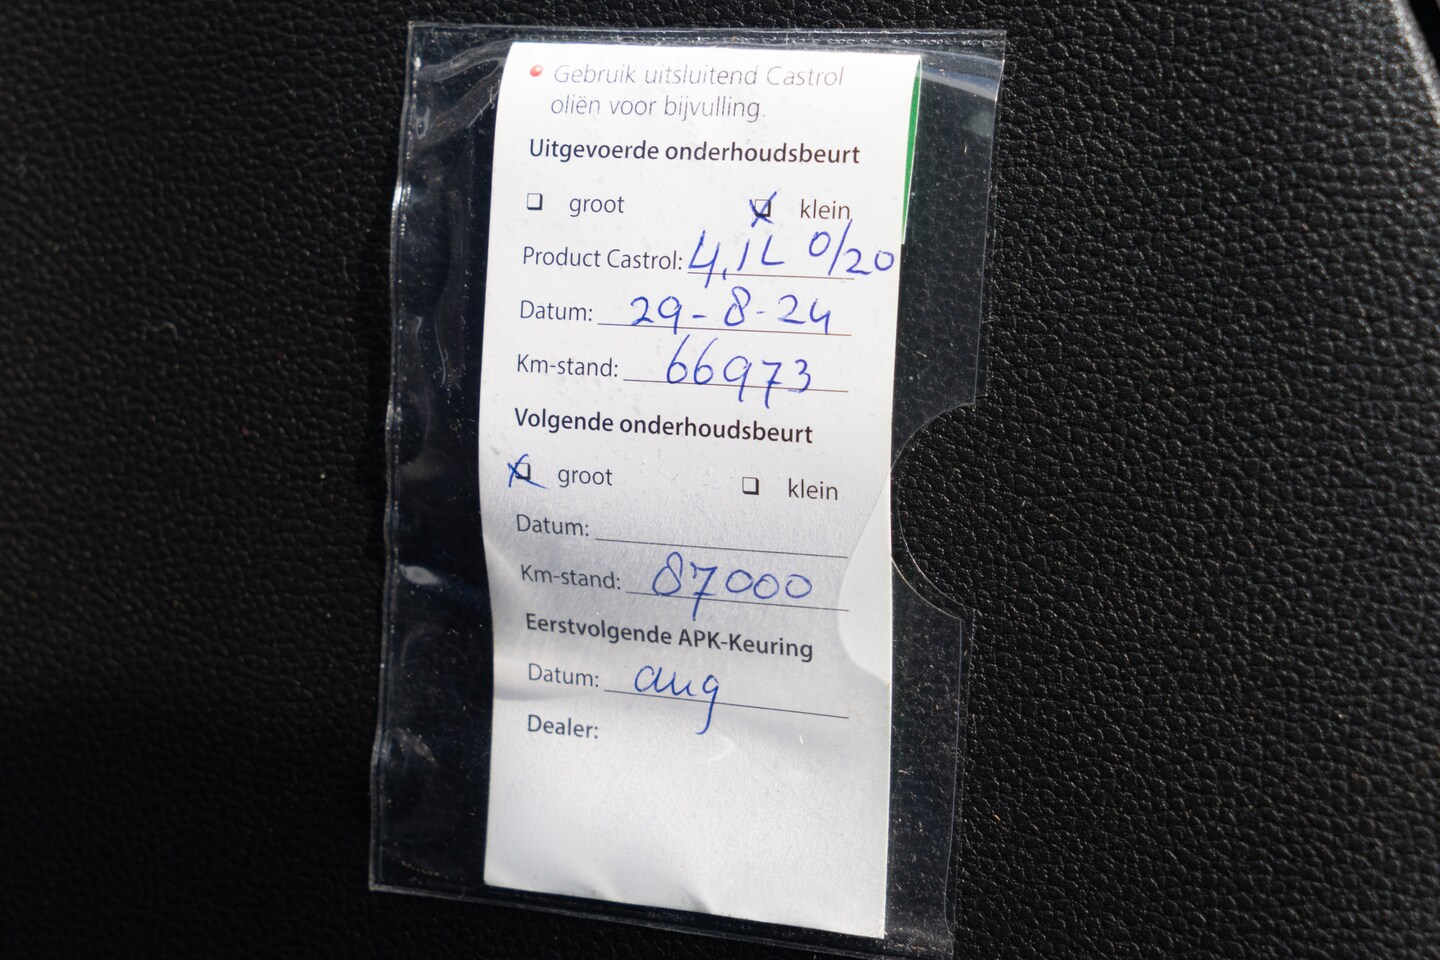 Gebruik uitsluitend Castrol
oliën voor bijvulling.
Uitgevoerde onderhoudsbeurt
groot klein
Product Castrol: 4,1L 0/20
Datum: 29-8-24
Km-stand: 66973
Volgende onderhoudsbeurt
groot klein
Datum:
Km-stand: 87000
Eerstvolgende APK-Keuring
Datum: aug
Dealer: